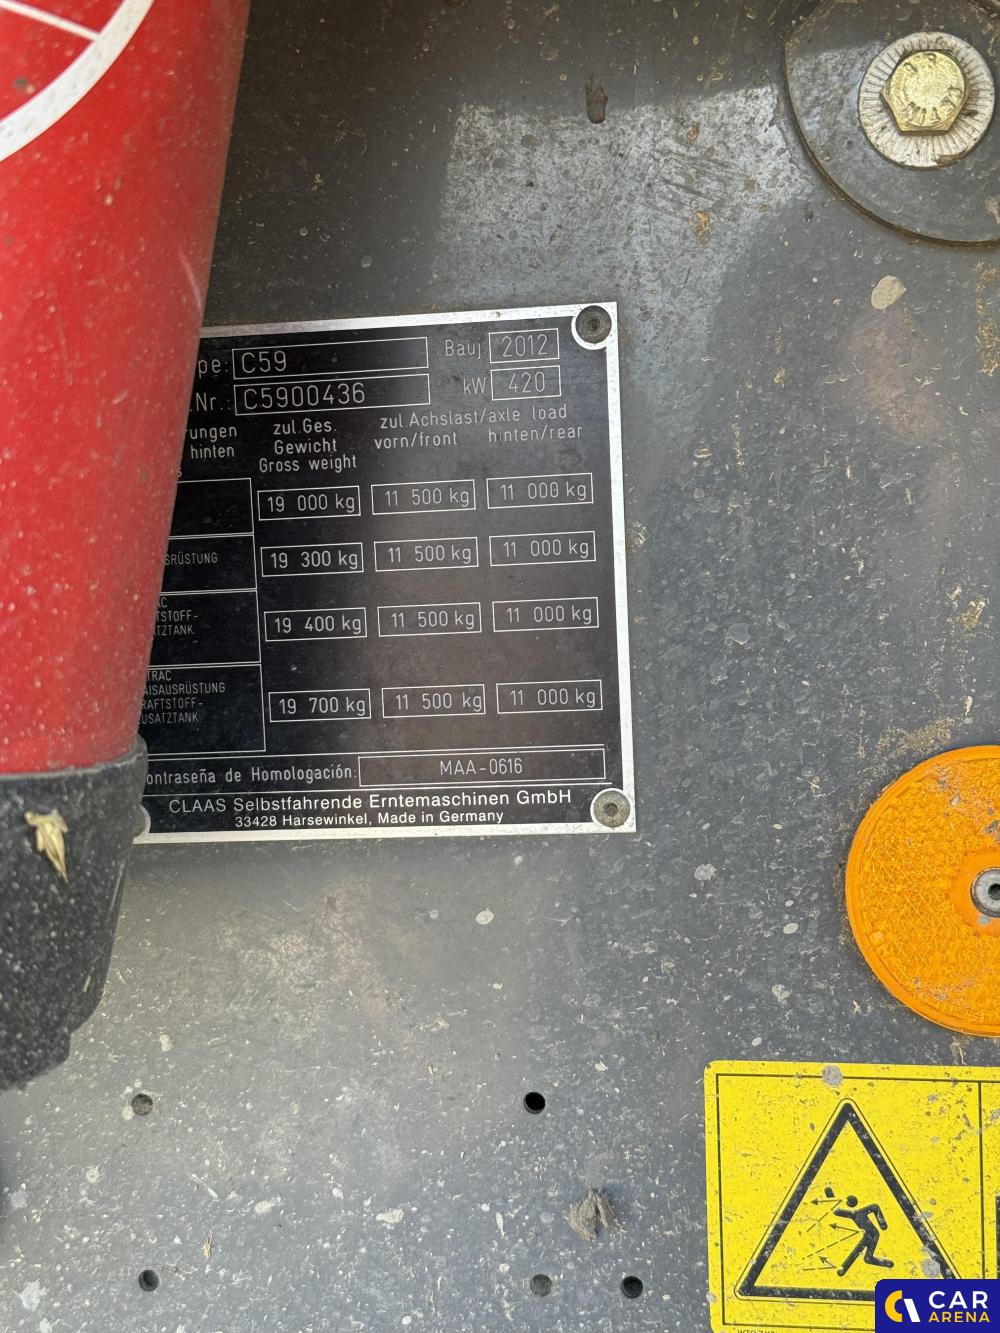 pe: C59 Bauj. 2012
.Nr.: C5900436 kW 420
rungen zul.Ges. zul.Achslast/axle load
hinten Gewicht vorn/front hinten/rear
Gross weight
19 000 kg 11 500 kg 11 000 kg
SRÜSTUNG 19 300 kg 11 500 kg 11 000 kg
AC
TSTOFF-
ATZTANK 19 400 kg 11 500 kg 11 000 kg
TRAC
AISAUSRÜSTUNG
RAFTSTOFF-
USATZTANK 19 700 kg 11 500 kg 11 000 kg
ontraseña de Homologación: MAA-0616
CLAAS Selbstfahrende Erntemaschinen GmbH
33428 Harsewinkel, Made in Germany
CAR
ARENA